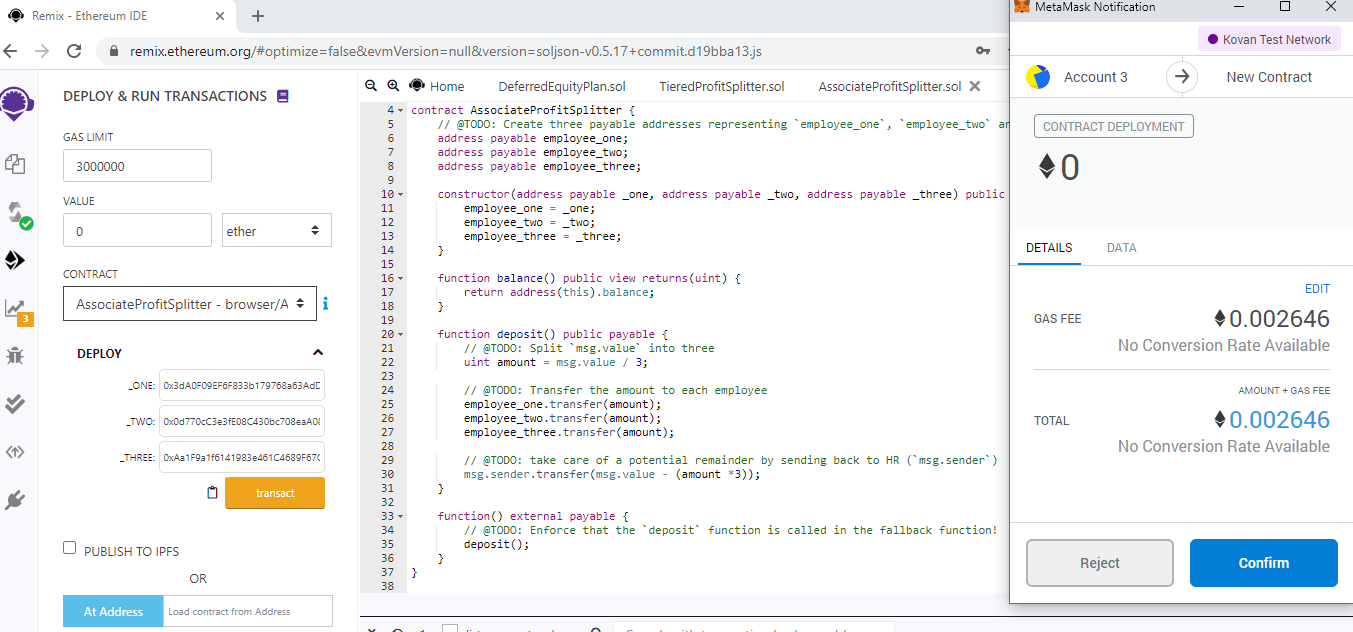 Remix - Ethereum IDE
remix.ethereum.org/#optimize=false&evmVersion=null&version=soljson-v0.5.17+commit.d19bba13.js
DEPLOY & RUN TRANSACTIONS
GAS LIMIT
3000000
VALUE
0
ether
CONTRACT
AssociateProfitSplitter - browser/A
3
DEPLOY
_ONE: 0x3dA0F09EF6F833b179768a63AdD
_TWO: 0x0d770cC3e3fE08C430bc708eaA0
_THREE: 0xAa1F9a1f6141983e461C4689F67
transact
PUBLISH TO IPFS
OR
At Address
Load contract from Address
Home
DeferredEquityPlan.sol
TieredProfitSplitter.sol
AssociateProfitSplitter.sol
4 contract AssociateProfitSplitter {
5 // @TODO: Create three payable addresses representing `employee_one`, `employee_two` an
6 address payable employee_one;
7 address payable employee_two;
8 address payable employee_three;
9
10 constructor(address payable _one, address payable _two, address payable _three) public
11 employee_one = _one;
12 employee_two = _two;
13 employee_three = _three;
14 }
15
16 function balance() public view returns(uint) {
17 return address(this).balance;
18 }
19
20 function deposit() public payable {
21 // @TODO: Split `msg.value` into three
22 uint amount = msg.value / 3;
23
24 // @TODO: Transfer the amount to each employee
25 employee_one.transfer(amount);
26 employee_two.transfer(amount);
27 employee_three.transfer(amount);
28
29 // @TODO: take care of a potential remainder by sending back to HR (`msg.sender`)
30 msg.sender.transfer(msg.value - (amount *3));
31 }
32
33 function() external payable {
34 // @TODO: Enforce that the `deposit` function is called in the fallback function!
35 deposit();
36 }
37 }
38
MetaMask Notification
Kovan Test Network
Account 3
New Contract
CONTRACT DEPLOYMENT
0
DETAILS
DATA
EDIT
GAS FEE
0.002646
No Conversion Rate Available
AMOUNT + GAS FEE
TOTAL
0.002646
No Conversion Rate Available
Reject
Confirm